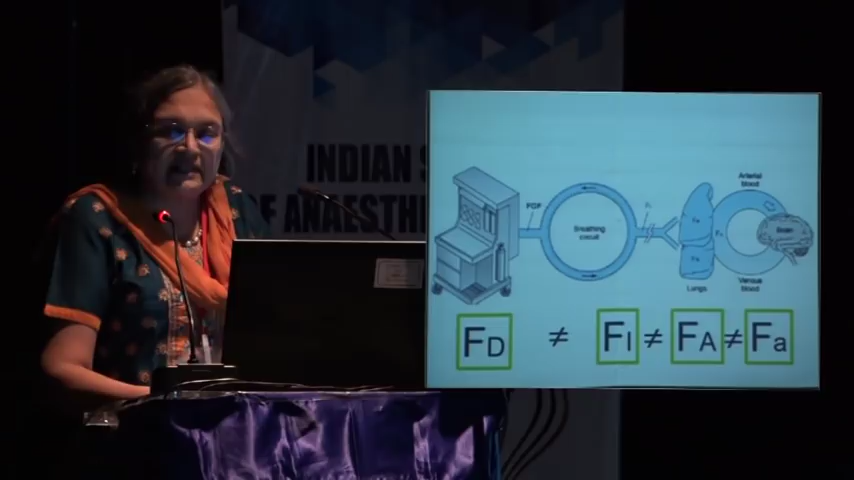 INDIAN S
OF ANAESTH
Arterial
blood
FGF
Breathing
circuit
Brain
Lungs
Venous
blood
FD ≠ FI ≠ FA ≠ Fa